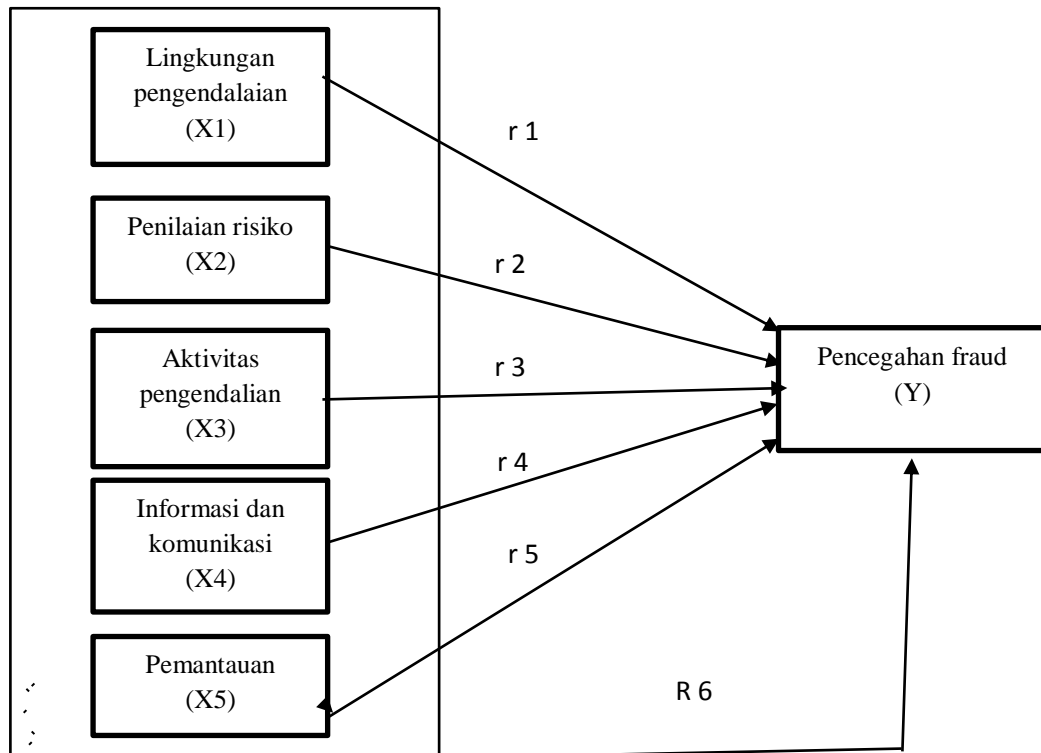 Lingkungan
pengendalaian
(X1)
r 1
Penilaian risiko
(X2)
r 2
Aktivitas
pengendalian
(X3)
r 3
Pencegahan fraud
(Y)
Informasi dan
komunikasi
(X4)
r 4
r 5
Pemantauan
(X5)
R 6